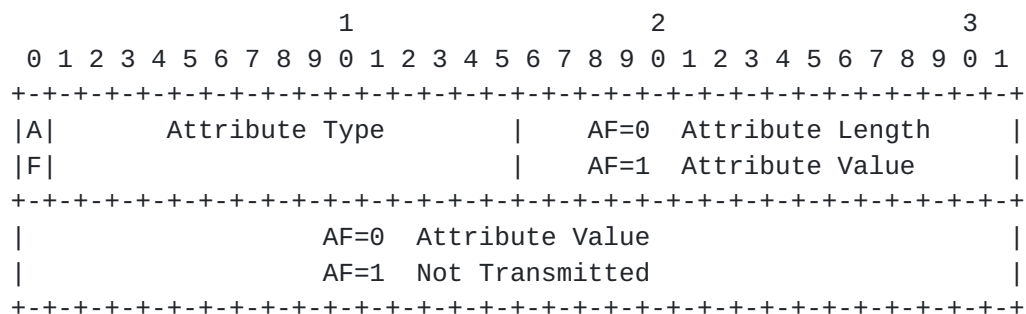 1                   2                   3
 0 1 2 3 4 5 6 7 8 9 0 1 2 3 4 5 6 7 8 9 0 1 2 3 4 5 6 7 8 9 0 1
+-+-+-+-+-+-+-+-+-+-+-+-+-+-+-+-+-+-+-+-+-+-+-+-+-+-+-+-+-+-+-+-+
|A|       Attribute Type        |    AF=0  Attribute Length     |
|F|                             |    AF=1  Attribute Value      |
+-+-+-+-+-+-+-+-+-+-+-+-+-+-+-+-+-+-+-+-+-+-+-+-+-+-+-+-+-+-+-+-+
|                   AF=0  Attribute Value                       |
|                   AF=1  Not Transmitted                       |
+-+-+-+-+-+-+-+-+-+-+-+-+-+-+-+-+-+-+-+-+-+-+-+-+-+-+-+-+-+-+-+-+